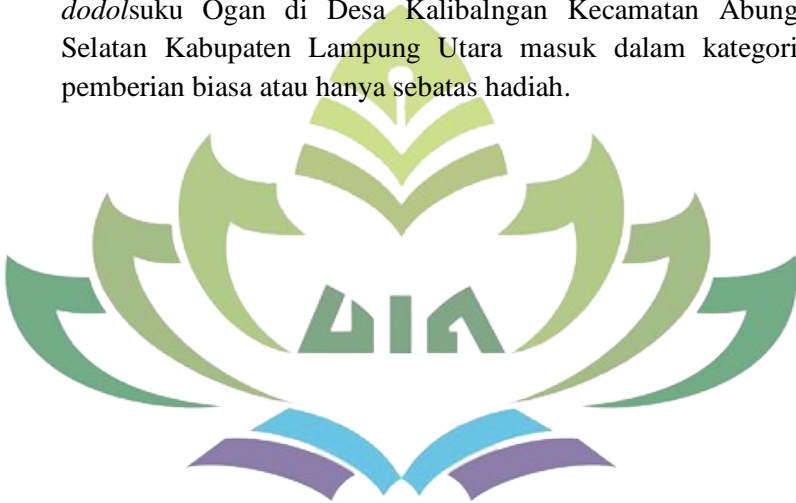 dodolsuku Ogan di Desa Kalibalngan Kecamatan Abung
Selatan Kabupaten Lampung Utara masuk dalam kategori
pemberian biasa atau hanya sebatas hadiah.
UIN